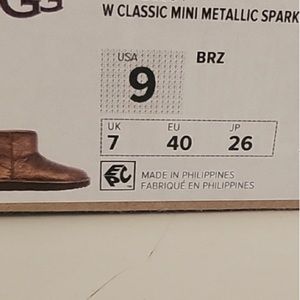 W CLASSIC MINI METALLIC SPARK
USA
9
BRZ
UK
7
EU
40
JP
26
MADE IN PHILIPPINES
FABRIQUÉ EN PHILIPPINES